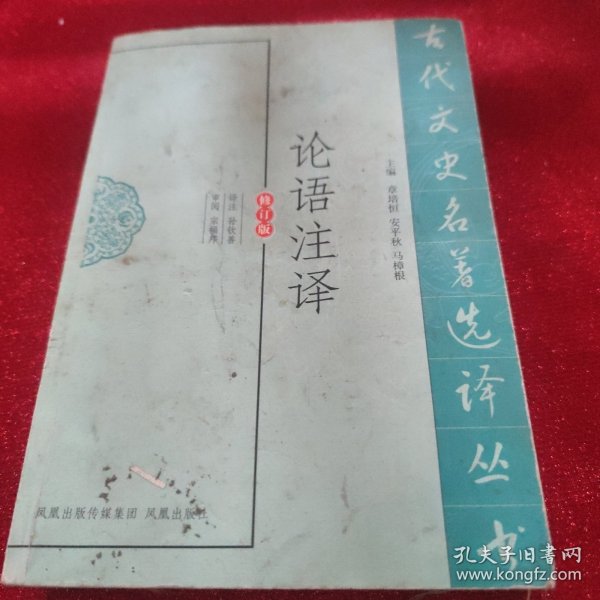 古代文史名著选译丛书
主编 章培恒 安平秋 马樟根
论语注译
修订版
译注 孙钦善
审阅 宗福邦
凤凰出版传媒集团 凤凰出版社
孔夫子旧书网
www.kongfz.com